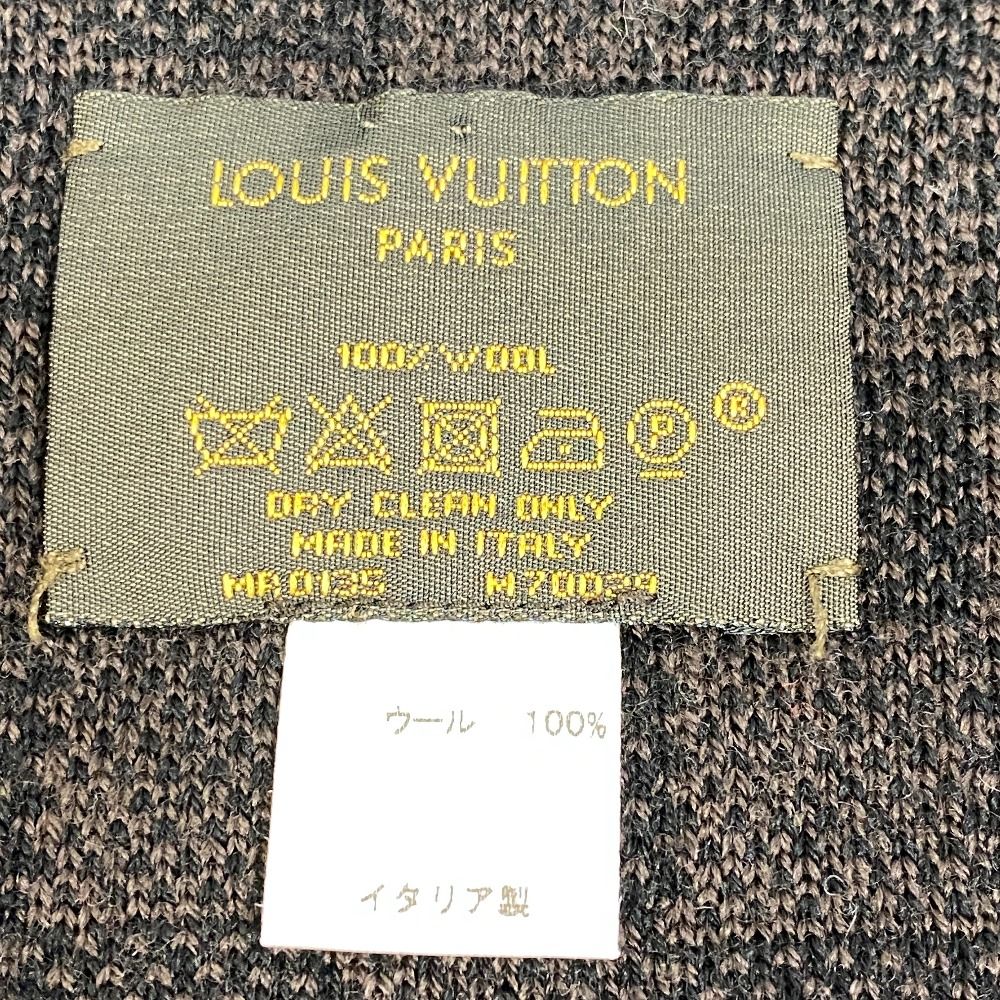 LOUIS VUITTON
PARIS
100% WOOL
P ®
DRY CLEAN ONLY
MADE IN ITALY
M70029
ウール 100%
イタリア製